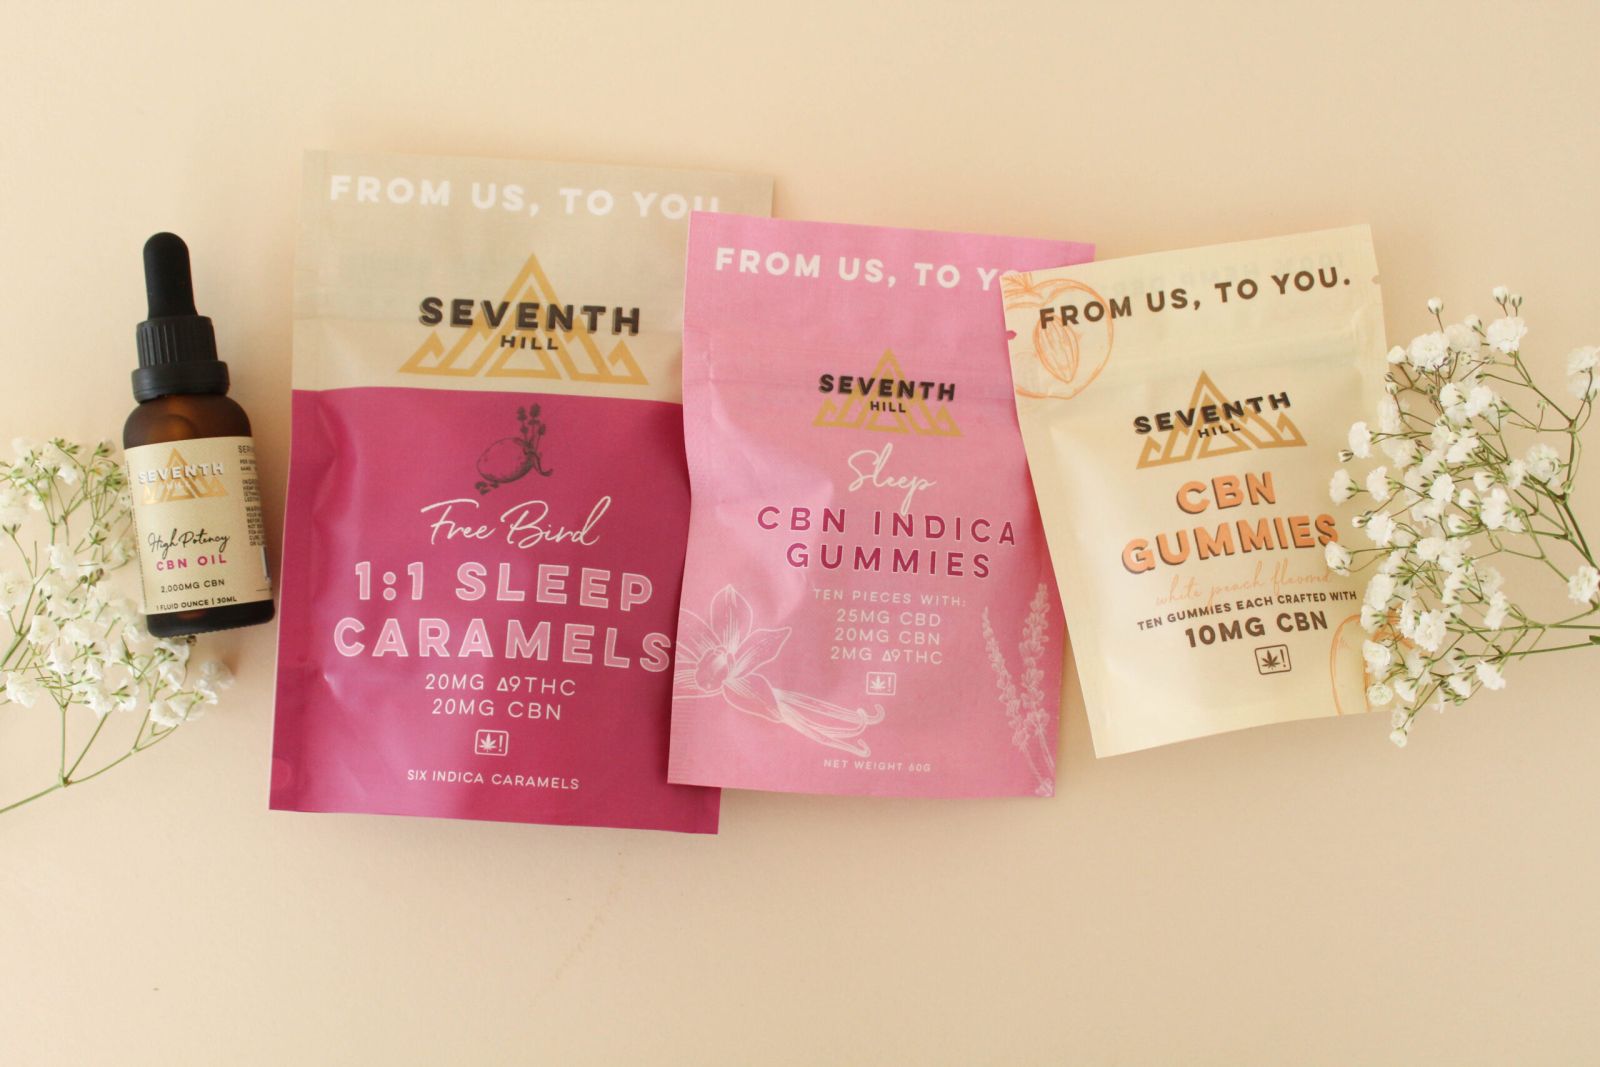 SEVENTH
HILL
High Potency
CBN OIL
2,000MG CBN
1 FLUID OUNCE | 30ML
FROM US, TO YOU.
SEVENTH
HILL
Free Bird
1:1 SLEEP
CARAMELS
20MG Δ9THC
20MG CBN
!
SIX INDICA CARAMELS
FROM US, TO YO
SEVENTH
HILL
Sleep
CBN INDICA
GUMMIES
TEN PIECES WITH:
25MG CBD
20MG CBN
2MG Δ9THC
!
NET WEIGHT 60G
FROM US, TO YOU.
SEVENTH
HILL
CBN
GUMMIES
white peach flavored
TEN GUMMIES EACH CRAFTED WITH
10MG CBN
!